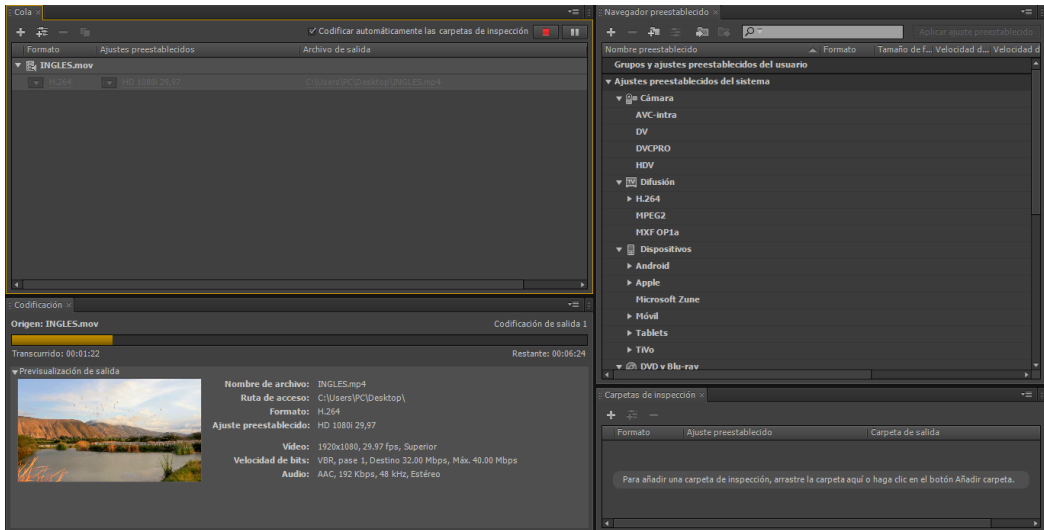 Cola
Codificar automáticamente las carpetas de inspección
Formato
Ajustes preestablecidos
Archivo de salida
INGLES.mov
H.264
HD 1080i 29,97
C:\Users\PC\Desktop\INGLES.mp4
Codificación
Origen: INGLES.mov
Codificación de salida 1
Transcurrido: 00:01:22
Restante: 00:06:24
Previsualización de salida
Nombre de archivo: INGLES.mp4
Ruta de acceso: C:\Users\PC\Desktop\
Formato: H.264
Ajuste preestablecido: HD 1080i 29,97
Vídeo: 1920x1080, 29.97 fps, Superior
Velocidad de bits: VBR, pase 1, Destino 32.00 Mbps, Máx. 40.00 Mbps
Audio: AAC, 192 Kbps, 48 kHz, Estéreo
Navegador preestablecido
Aplicar ajuste preestablecido
Nombre preestablecido
Formato
Tamaño de f...
Velocidad d...
Velocidad d
Grupos y ajustes preestablecidos del usuario
Ajustes preestablecidos del sistema
Cámara
AVC-intra
DV
DVCPRO
HDV
TV Difusión
H.264
MPEG2
MXF OP1a
Dispositivos
Android
Apple
Microsoft Zune
Móvil
Tablets
TiVo
DVD y Blu-ray
Carpetas de inspección
Formato
Ajuste preestablecido
Carpeta de salida
Para añadir una carpeta de inspección, arrastre la carpeta aquí o haga clic en el botón Añadir carpeta.